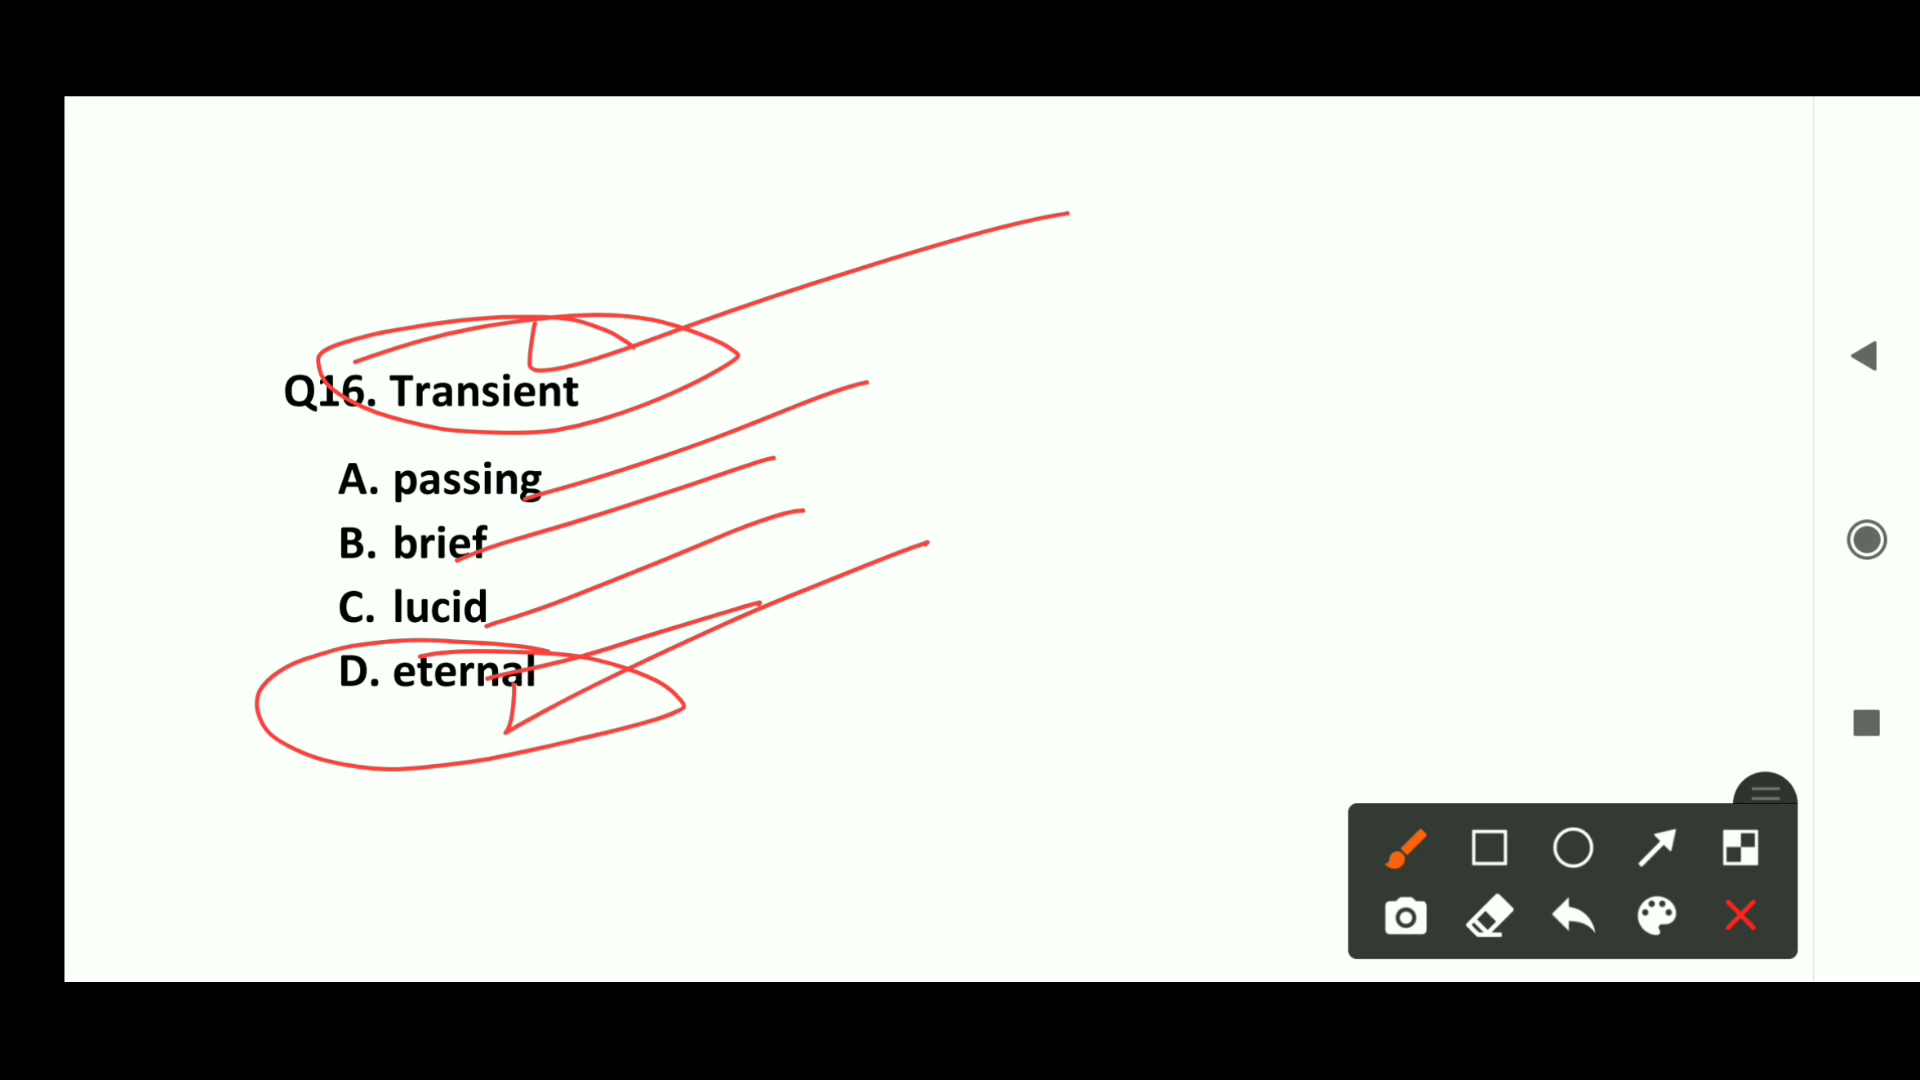 Q16. Transient
A. passing
B. brief
C. lucid
D. eternal